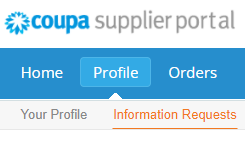 coupa supplier portal
Home Profile Orders
Your Profile Information Requests